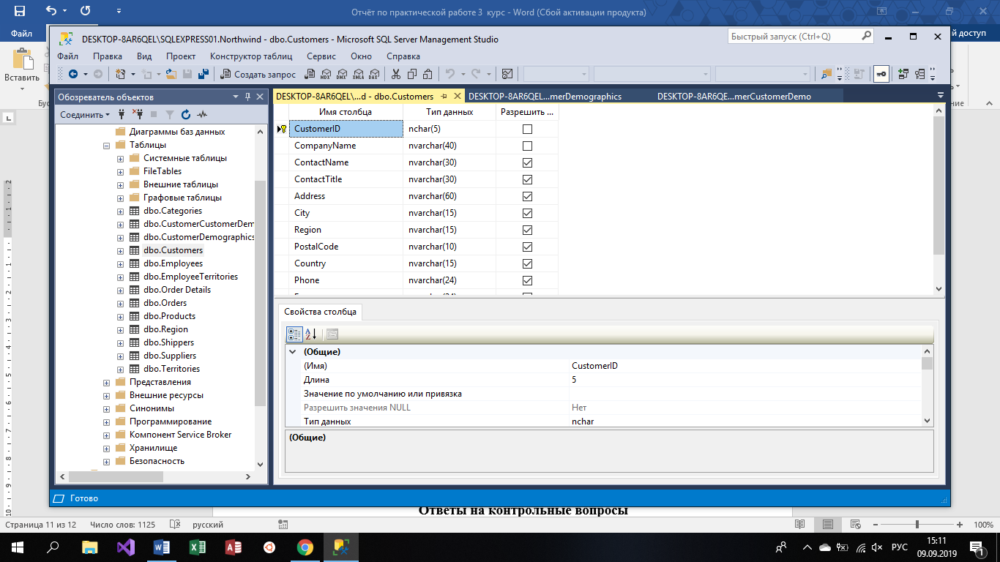 Отчёт по практической работе 3 курс - Word (Сбой активации продукта)
Файл
й доступ
DESKTOP-8AR6QEL\SQLEXPRESS01.Northwind - dbo.Customers - Microsoft SQL Server Management Studio
Быстрый запуск (Ctrl+Q)
Файл Правка Вид Проект Конструктор таблиц Сервис Окно Справка
Вставить
Создать запрос
MDX DMX XMLA DAX
Обозреватель объектов
DESKTOP-8AR6QEL\...d - dbo.Customers
DESKTOP-8AR6QEL...merDemographics
DESKTOP-8AR6QE...merCustomerDemo
Соединить
Диаграммы баз данных
Таблицы
Системные таблицы
FileTables
Внешние таблицы
Графовые таблицы
dbo.Categories
dbo.CustomerCustomerDem
dbo.CustomerDemographics
dbo.Customers
dbo.Employees
dbo.EmployeeTerritories
dbo.Order Details
dbo.Orders
dbo.Products
dbo.Region
dbo.Shippers
dbo.Suppliers
dbo.Territories
Представления
Внешние ресурсы
Синонимы
Программирование
Компонент Service Broker
Хранилище
Безопасность
Имя столбца Тип данных Разрешить ...
CustomerID nchar(5)
CompanyName nvarchar(40)
ContactName nvarchar(30)
ContactTitle nvarchar(30)
Address nvarchar(60)
City nvarchar(15)
Region nvarchar(15)
PostalCode nvarchar(10)
Country nvarchar(15)
Phone nvarchar(24)
Свойства столбца
(Общие)
(Имя) CustomerID
Длина 5
Значение по умолчанию или привязка
Разрешить значения NULL Нет
Тип данных nchar
(Общие)
Готово
Ответы на контрольные вопросы
Страница 11 из 12 Число слов: 1125 русский 100%
РУС
15:11
09.09.2019
1